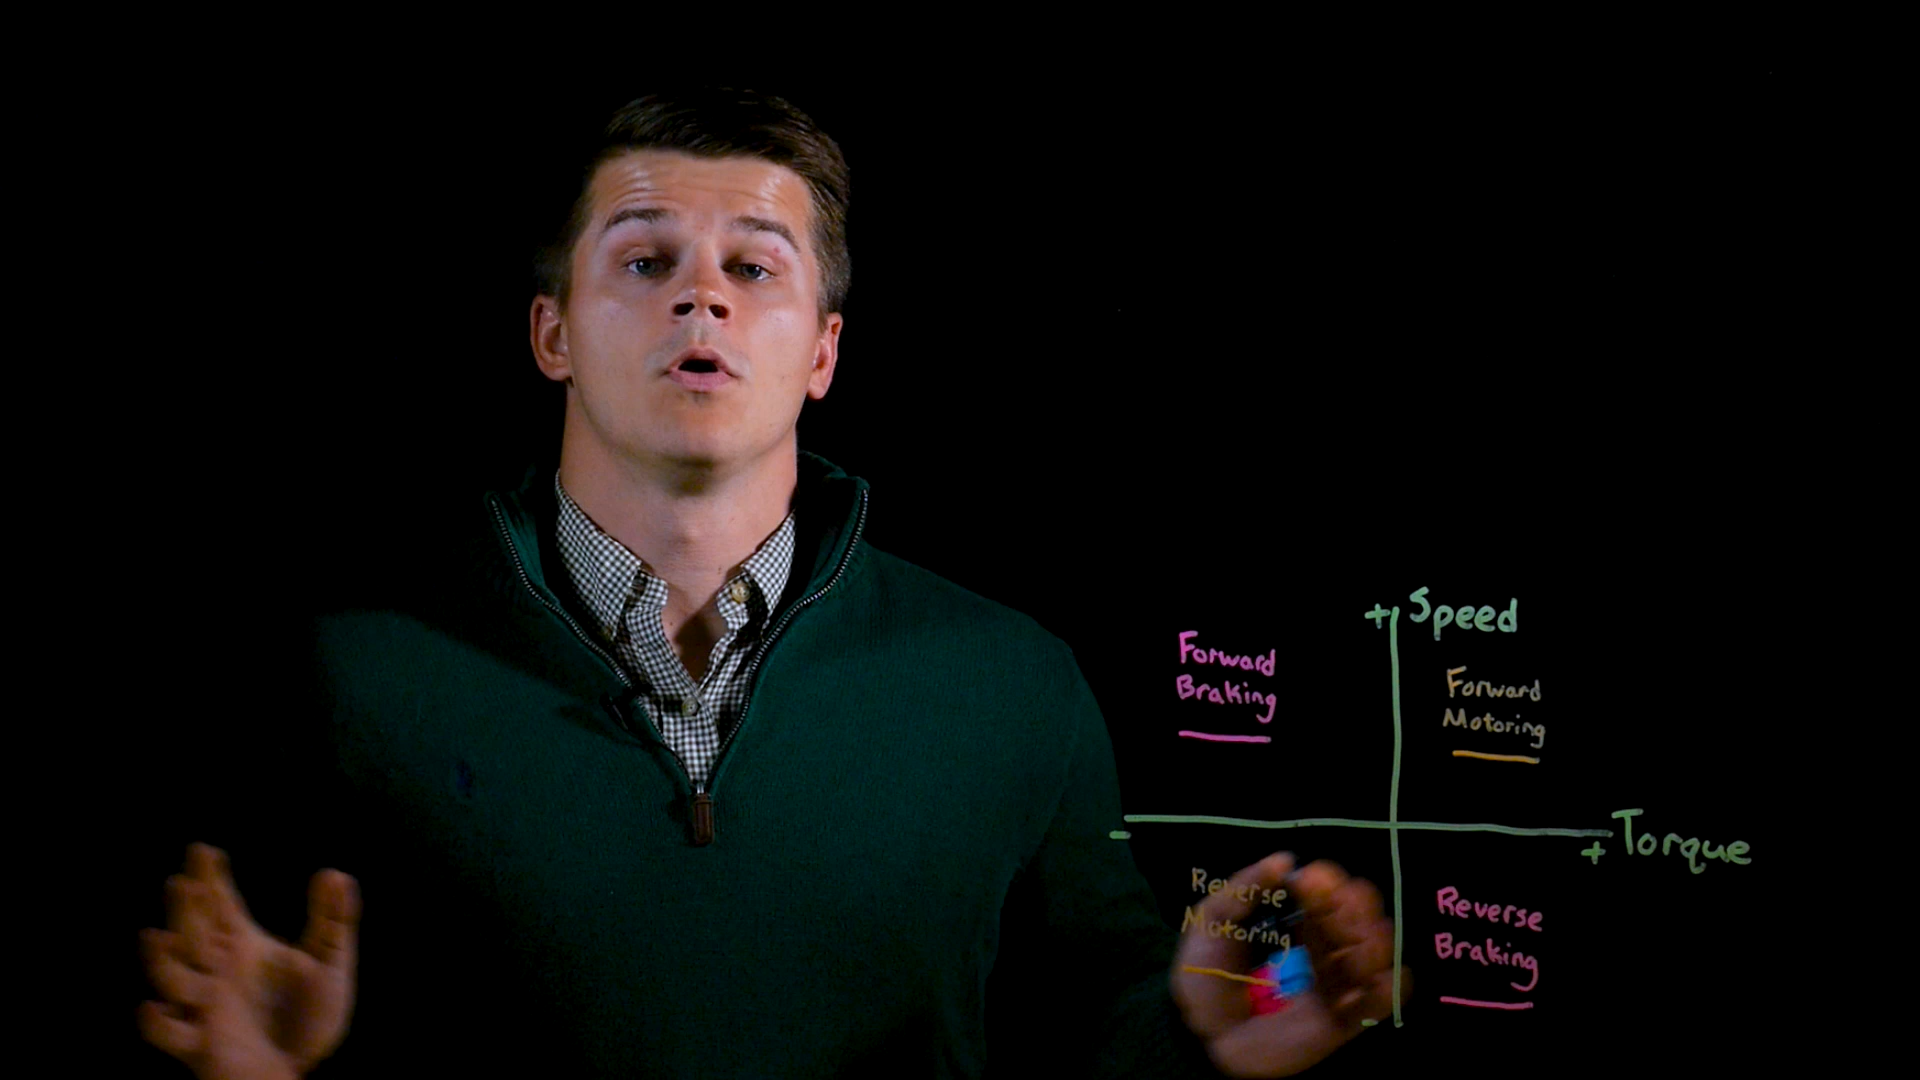 + Speed
Forward
Braking
Forward
Motoring
-
+ Torque
Reverse
Motoring
Reverse
Braking
-